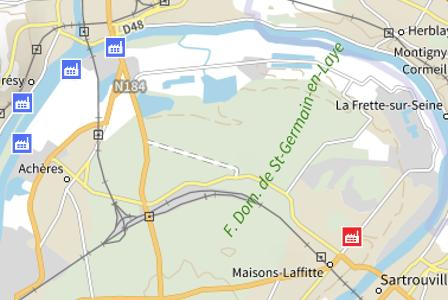 D48
Herblay
Montigny
Cormeil
résy
N184
La Frette-sur-Seine
F. Dom. de St-Germain-en-Laye
Achères
Maisons-Laffitte
Sartrouvill